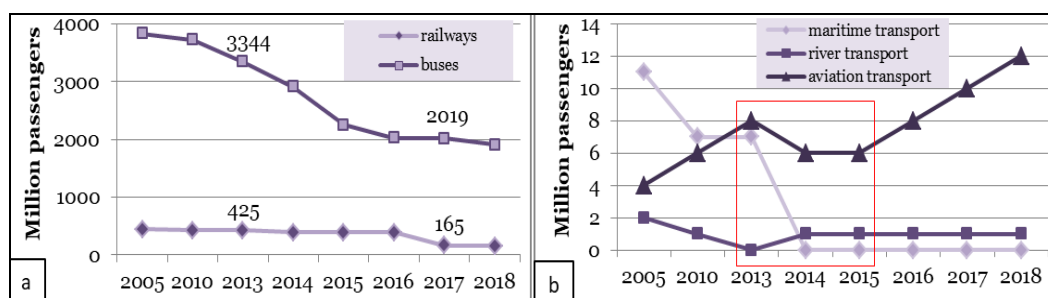 Million passengers
4000
3000
2000
1000
0
3344
2019
425
165
railways
buses
2005 2010 2013 2014 2015 2016 2017 2018
a
Million passengers
14
12
10
8
6
4
2
0
maritime transport
river transport
aviation transport
2005 2010 2013 2014 2015 2016 2017 2018
b